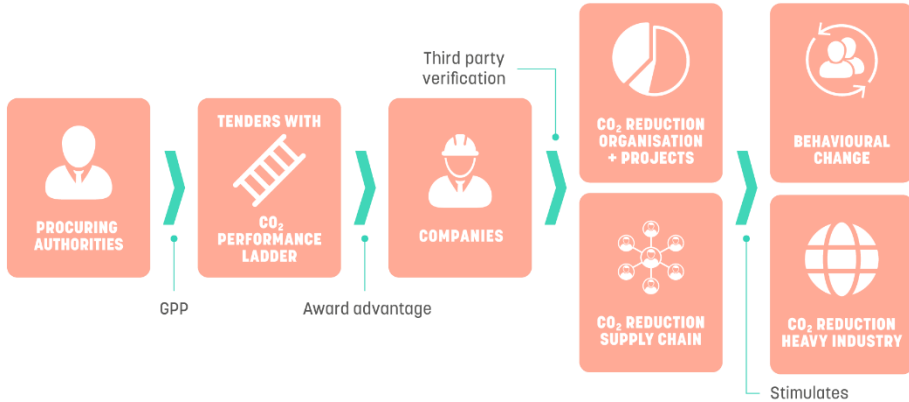 PROCURING
AUTHORITIES
GPP
TENDERS WITH
CO₂
PERFORMANCE
LADDER
Award advantage
COMPANIES
Third party
verification
CO₂ REDUCTION
ORGANISATION
+ PROJECTS
CO₂ REDUCTION
SUPPLY CHAIN
Stimulates
BEHAVIOURAL
CHANGE
CO₂ REDUCTION
HEAVY INDUSTRY